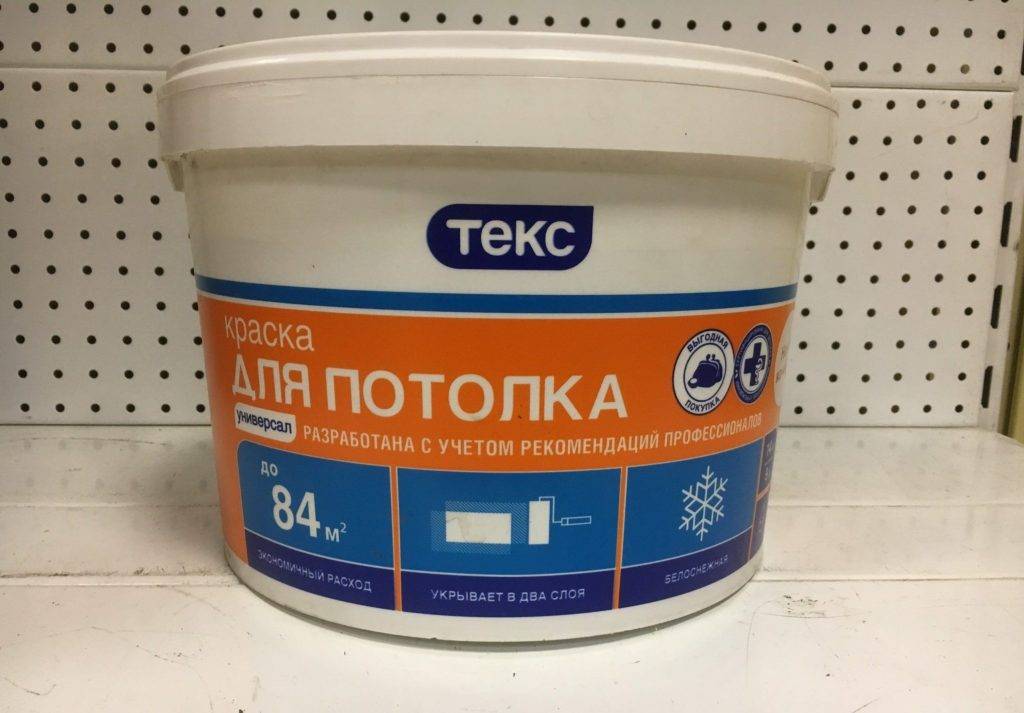 текс
краска
ДЛЯ ПОТОЛКА
универсал
РАЗРАБОТАНА С УЧЕТОМ РЕКОМЕНДАЦИЙ ПРОФЕССИОНАЛОВ
ВЫГОДНАЯ
ПОКУПКА
до
84 м²
ЭКОНОМИЧНЫЙ РАСХОД
УКРЫВАЕТ В ДВА СЛОЯ
БЕЛОСНЕЖНАЯ